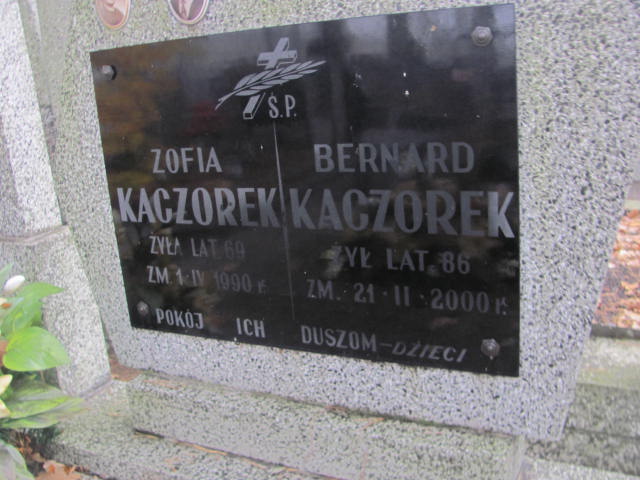 Ś.P.
ZOFIA
KACZOREK
ŻYŁA LAT 69
ZM. 1·IV 1990 r.
BERNARD
KACZOREK
ŻYŁ LAT 86
ZM. 21·II·2000 r.
POKÓJ ICH DUSZOM—DZIECI